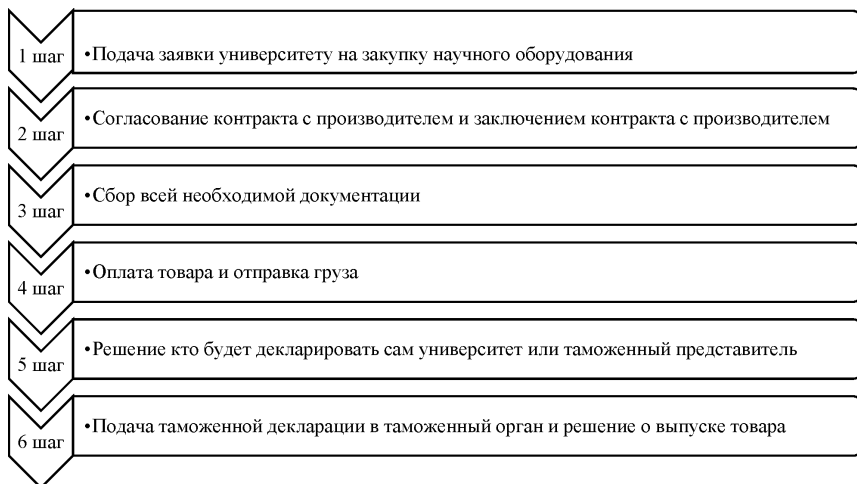 1 шаг
•Подача заявки университету на закупку научного оборудования
2 шаг
•Согласование контракта с производителем и заключением контракта с производителем
3 шаг
•Сбор всей необходимой документации
4 шаг
•Оплата товара и отправка груза
5 шаг
•Решение кто будет декларировать сам университет или таможенный представитель
6 шаг
•Подача таможенной декларации в таможенный орган и решение о выпуске товара